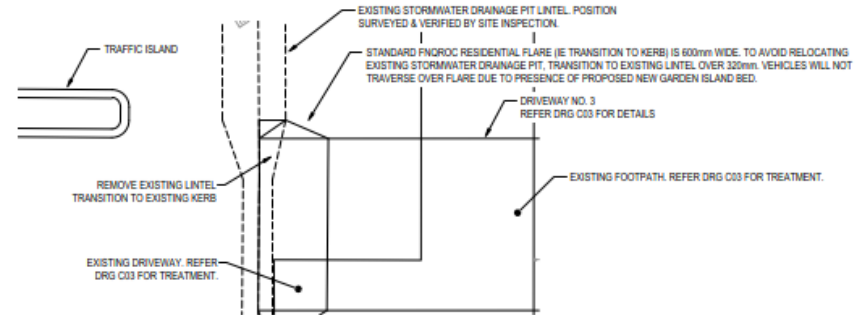 EXISTING STORMWATER DRAINAGE PIT LINTEL. POSITION
SURVEYED & VERIFIED BY SITE INSPECTION.
TRAFFIC ISLAND
STANDARD FNQROC RESIDENTIAL FLARE (IE TRANSITION TO KERB) IS 600mm WIDE. TO AVOID RELOCATING
EXISTING STORMWATER DRAINAGE PIT, TRANSITION TO EXISTING LINTEL OVER 320mm. VEHICLES WILL NOT
TRAVERSE OVER FLARE DUE TO PRESENCE OF PROPOSED NEW GARDEN ISLAND BED.
DRIVEWAY NO. 3
REFER DRG C03 FOR DETAILS
REMOVE EXISTING LINTEL
TRANSITION TO EXISTING KERB
EXISTING FOOTPATH. REFER DRG C03 FOR TREATMENT.
EXISTING DRIVEWAY. REFER
DRG C03 FOR TREATMENT.